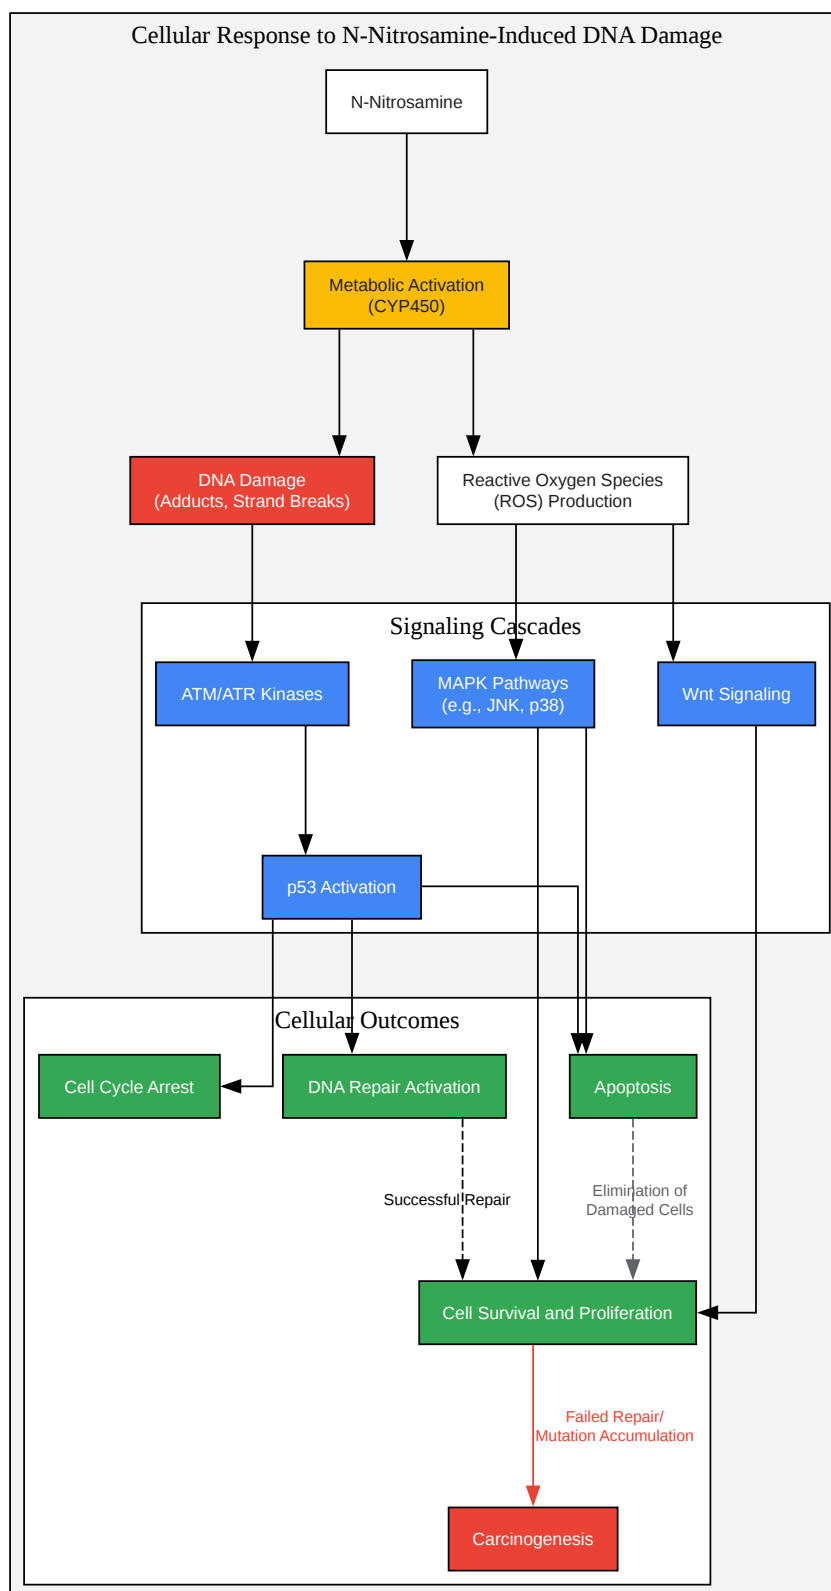 Cellular Response to N-Nitrosamine-Induced DNA Damage
N-Nitrosamine
Metabolic Activation
(CYP450)
DNA Damage
(Adducts, Strand Breaks)
Reactive Oxygen Species
(ROS) Production
Signaling Cascades
ATM/ATR Kinases
MAPK Pathways
(e.g., JNK, p38)
Wnt Signaling
p53 Activation
Cellular Outcomes
Cell Cycle Arrest
DNA Repair Activation
Apoptosis
Successful Repair
Elimination of
Damaged Cells
Cell Survival and Proliferation
Failed Repair/
Mutation Accumulation
Carcinogenesis